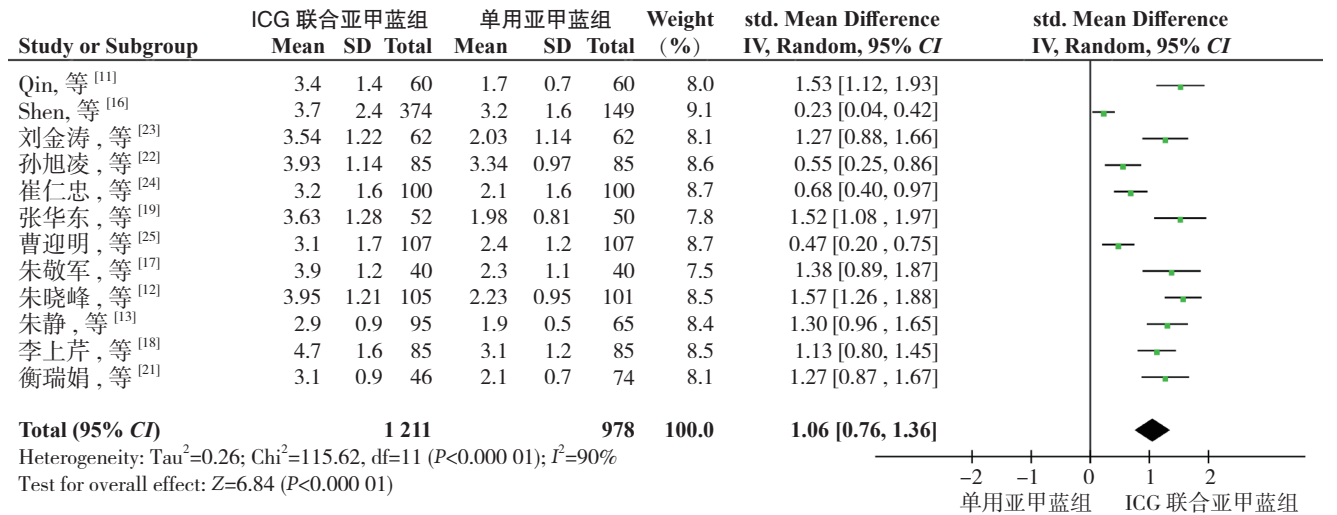 ICG 联合亚甲蓝组 单用亚甲蓝组 Weight std. Mean Difference std. Mean Difference
Study or Subgroup Mean SD Total Mean SD Total （%） IV, Random, 95% CI IV, Random, 95% CI
Qin, 等 [11] 3.4 1.4 60 1.7 0.7 60 8.0 1.53 [1.12, 1.93]
Shen, 等 [16] 3.7 2.4 374 3.2 1.6 149 9.1 0.23 [0.04, 0.42]
刘金涛 , 等 [23] 3.54 1.22 62 2.03 1.14 62 8.1 1.27 [0.88, 1.66]
孙旭凌 , 等 [22] 3.93 1.14 85 3.34 0.97 85 8.6 0.55 [0.25, 0.86]
崔仁忠 , 等 [24] 3.2 1.6 100 2.1 1.6 100 8.7 0.68 [0.40, 0.97]
张华东 , 等 [19] 3.63 1.28 52 1.98 0.81 50 7.8 1.52 [1.08, 1.97]
曹迎明 , 等 [25] 3.1 1.7 107 2.4 1.2 107 8.7 0.47 [0.20 , 0.75]
朱敬军 , 等 [17] 3.9 1.2 40 2.3 1.1 40 7.5 1.38 [0.89, 1.87]
朱晓峰 , 等 [12] 3.95 1.21 105 2.23 0.95 101 8.5 1.57 [1.26, 1.88]
朱静 , 等 [13] 2.9 0.9 95 1.9 0.5 65 8.4 1.30 [0.96, 1.65]
李上芹 , 等 [18] 4.7 1.6 85 3.1 1.2 85 8.5 1.13 [0.80, 1.45]
衡瑞娟 , 等 [21] 3.1 0.9 46 2.1 0.7 74 8.1 1.27 [0.87 , 1.67]
Total (95% CI) 1 211 978 100.0 1.06 [0.76, 1.36]
Heterogeneity: Tau²=0.26; Chi²=115.62, df=11 (P<0.000 01); I²=90%
Test for overall effect: Z=6.84 (P<0.000 01)
−2 −1 0 1 2
单用亚甲蓝组 ICG 联合亚甲蓝组